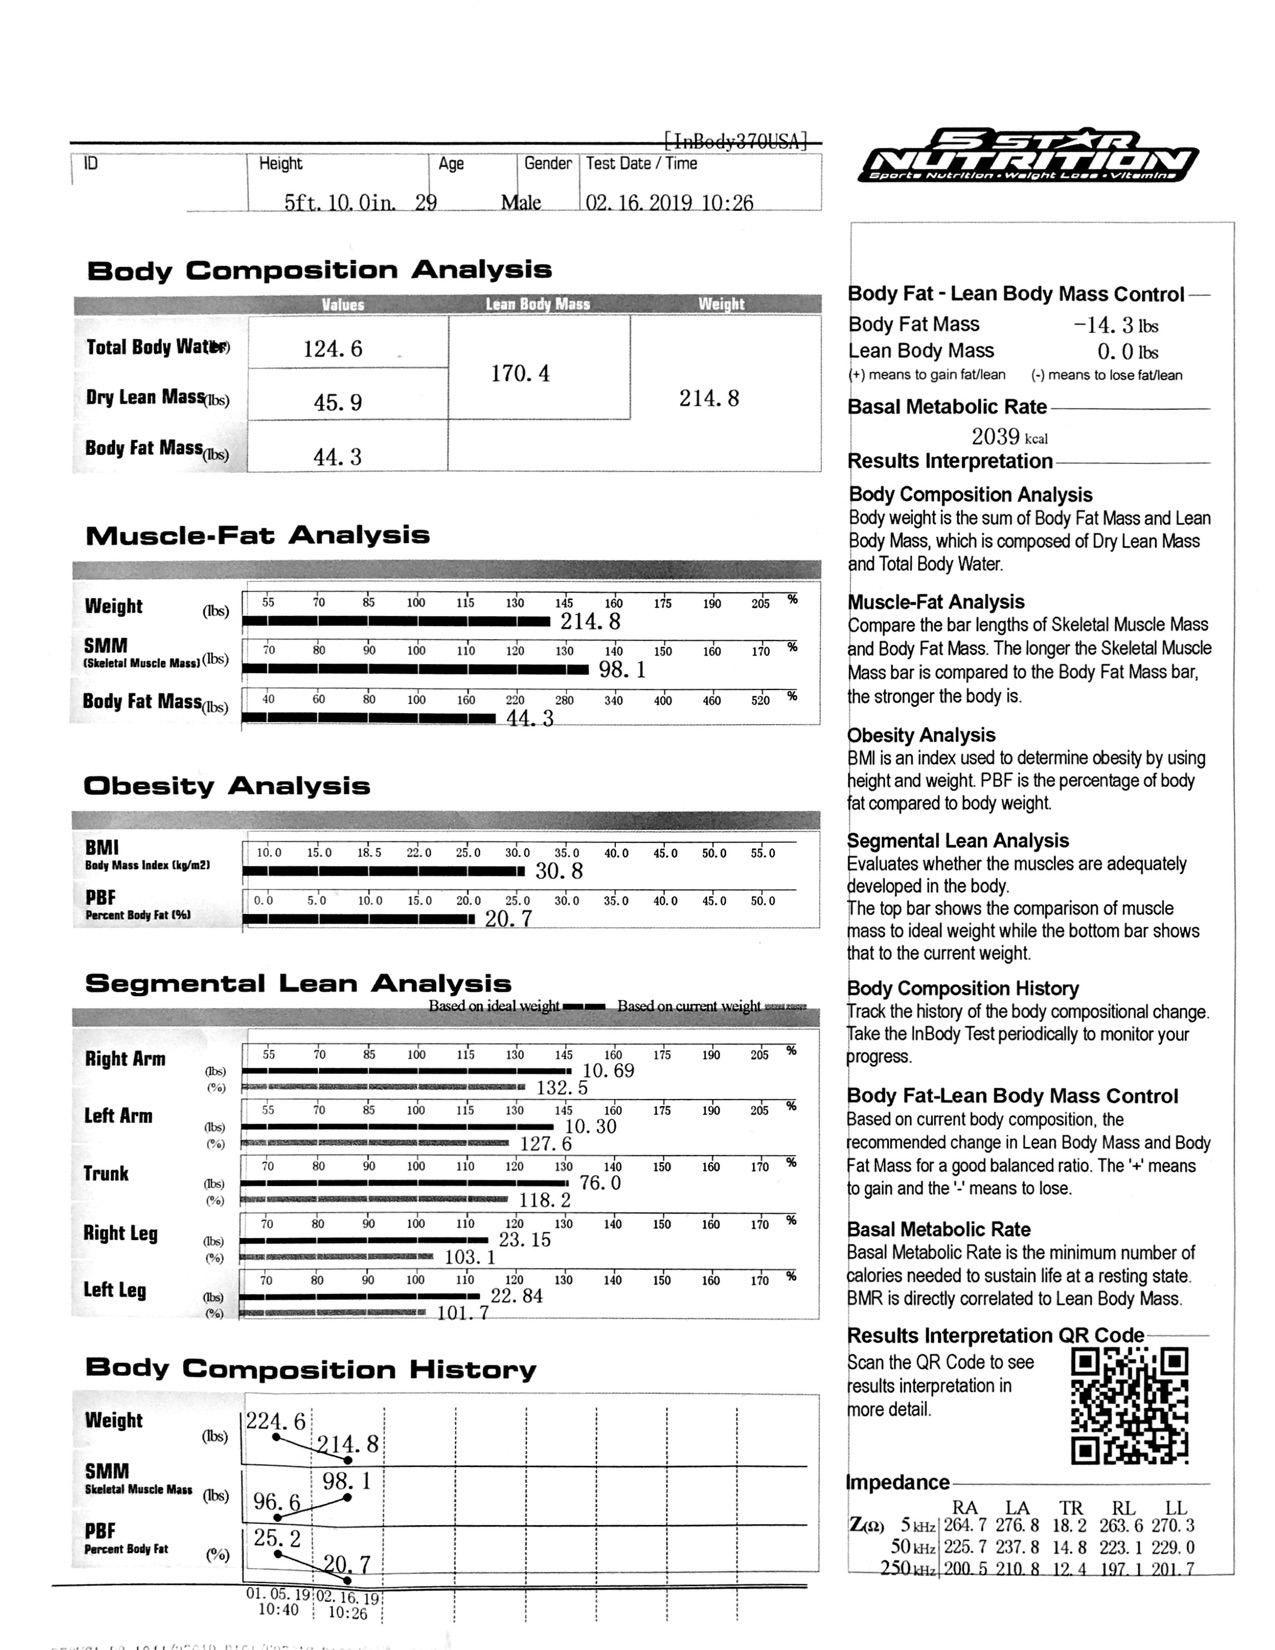 [InBody370USA]
ID Height Age Gender Test Date / Time
5ft. 10. 0in. 29 Male 02. 16. 2019 10:26
5 STAR
NUTRITION
Sports Nutrition • Weight Loss • Vitamins
Body Composition Analysis
Values Lean Body Mass Weight
Total Body Water) 124. 6
170. 4
Dry Lean Mass(lbs) 45. 9
214. 8
Body Fat Mass(lbs) 44. 3
Muscle-Fat Analysis
Weight (lbs) 55 70 85 100 115 130 145 160 175 190 205 %
214. 8
SMM
(Skeletal Muscle Mass) (lbs) 70 80 90 100 110 120 130 140 150 160 170 %
98. 1
Body Fat Mass(lbs) 40 60 80 100 160 220 280 340 400 460 520 %
44. 3
Obesity Analysis
BMI
Body Mass Index (kg/m2) 10. 0 15. 0 18. 5 22. 0 25. 0 30. 0 35. 0 40. 0 45. 0 50. 0 55. 0
30. 8
PBF
Percent Body Fat (%) 0. 0 5. 0 10. 0 15. 0 20. 0 25. 0 30. 0 35. 0 40. 0 45. 0 50. 0
20. 7
Segmental Lean Analysis
Based on ideal weight Based on current weight
Right Arm 55 70 85 100 115 130 145 160 175 190 205 %
(lbs) 10. 69
(%) 132. 5
Left Arm 55 70 85 100 115 130 145 160 175 190 205 %
(lbs) 10. 30
(%) 127. 6
Trunk 70 80 90 100 110 120 130 140 150 160 170 %
(lbs) 76. 0
(%) 118. 2
Right Leg 70 80 90 100 110 120 130 140 150 160 170 %
(lbs) 23. 15
(%) 103. 1
Left Leg 70 80 90 100 110 120 130 140 150 160 170 %
(lbs) 22. 84
(%) 101. 7
Body Composition History
Weight (lbs) 224. 6 214. 8
SMM
Skeletal Muscle Mass (lbs) 96. 6 98. 1
PBF
Percent Body Fat (%) 25. 2 20. 7
01. 05. 19 02. 16. 19
10:40 10:26
Body Fat - Lean Body Mass Control
Body Fat Mass -14. 3 lbs
Lean Body Mass 0. 0 lbs
(+) means to gain fat/lean (-) means to lose fat/lean
Basal Metabolic Rate
2039 kcal
Results Interpretation
Body Composition Analysis
Body weight is the sum of Body Fat Mass and Lean
Body Mass, which is composed of Dry Lean Mass
and Total Body Water.
Muscle-Fat Analysis
Compare the bar lengths of Skeletal Muscle Mass
and Body Fat Mass. The longer the Skeletal Muscle
Mass bar is compared to the Body Fat Mass bar,
the stronger the body is.
Obesity Analysis
BMI is an index used to determine obesity by using
height and weight. PBF is the percentage of body
fat compared to body weight.
Segmental Lean Analysis
Evaluates whether the muscles are adequately
developed in the body.
The top bar shows the comparison of muscle
mass to ideal weight while the bottom bar shows
that to the current weight.
Body Composition History
Track the history of the body compositional change.
Take the InBody Test periodically to monitor your
progress.
Body Fat-Lean Body Mass Control
Based on current body composition, the
recommended change in Lean Body Mass and Body
Fat Mass for a good balanced ratio. The '+' means
to gain and the '-' means to lose.
Basal Metabolic Rate
Basal Metabolic Rate is the minimum number of
calories needed to sustain life at a resting state.
BMR is directly correlated to Lean Body Mass.
Results Interpretation QR Code
Scan the QR Code to see
results interpretation in
more detail.
Impedance
RA LA TR RL LL
Z(Ω) 5 kHz 264. 7 276. 8 18. 2 263. 6 270. 3
50 kHz 225. 7 237. 8 14. 8 223. 1 229. 0
250 kHz 200. 5 210. 8 12. 4 197. 1 201. 7